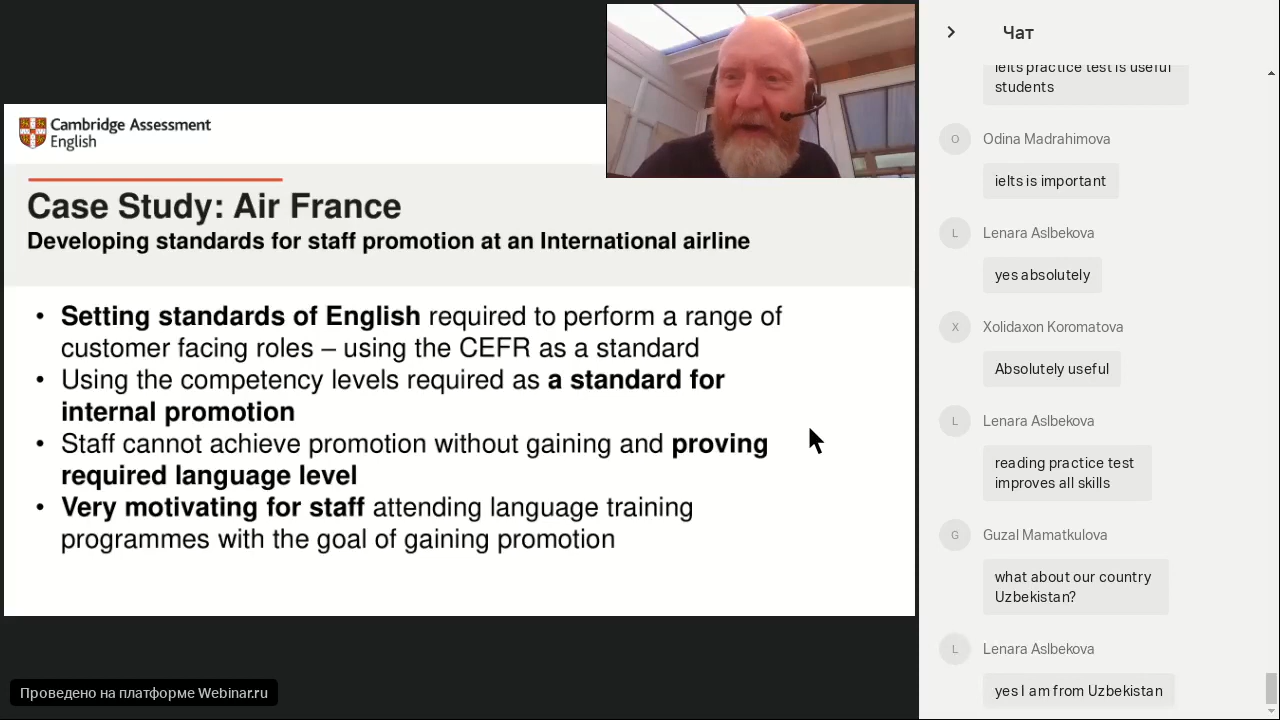 Cambridge Assessment
English
Case Study: Air France
Developing standards for staff promotion at an International airline
• Setting standards of English required to perform a range of
customer facing roles – using the CEFR as a standard
• Using the competency levels required as a standard for
internal promotion
• Staff cannot achieve promotion without gaining and proving
required language level
• Very motivating for staff attending language training
programmes with the goal of gaining promotion
Проведено на платформе Webinar.ru
Чат
ielts practice test is useful
students
O
Odina Madrahimova
ielts is important
L
Lenara Aslbekova
yes absolutely
X
Xolidaxon Koromatova
Absolutely useful
L
Lenara Aslbekova
reading practice test
improves all skills
G
Guzal Mamatkulova
what about our country
Uzbekistan?
L
Lenara Aslbekova
yes I am from Uzbekistan